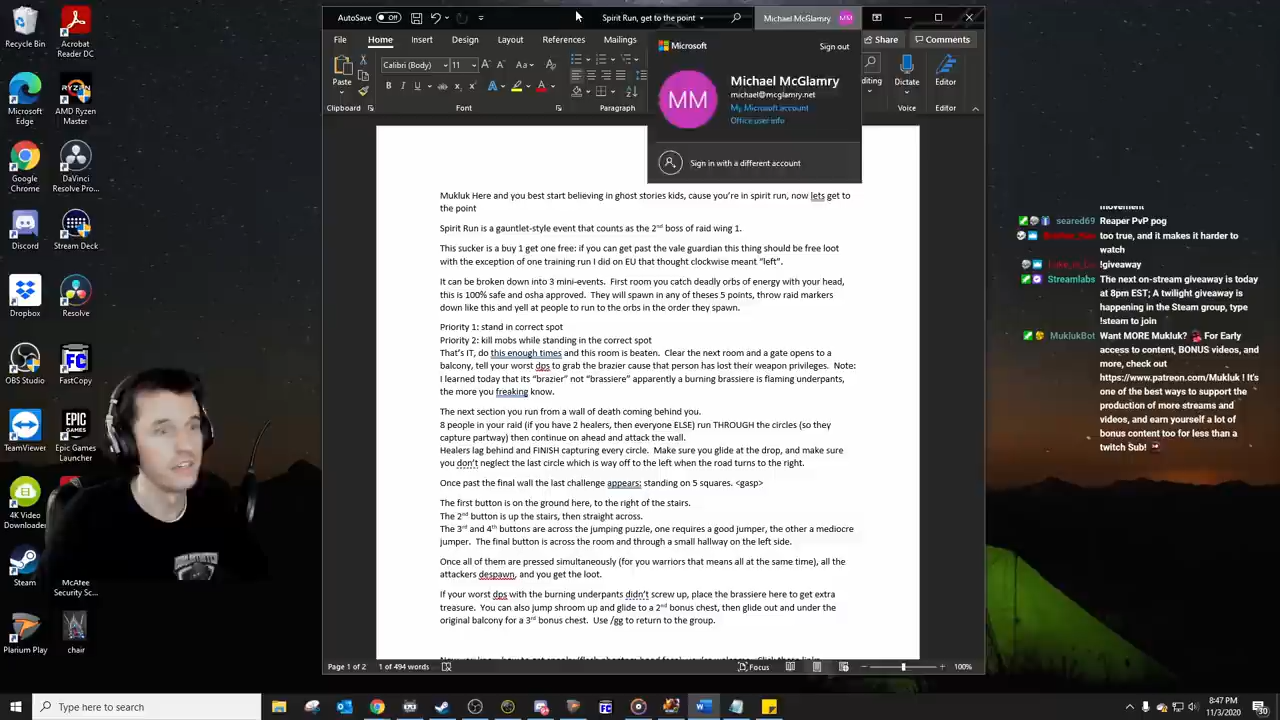 AutoSave Off
Spirit Run, get to the point
Michael McGlamry MM
File Home Insert Design Layout References Mailings
Share Comments
Microsoft
Sign out
Michael McGlamry
michael@mcglamry.net
My Microsoft account
Office user info
MM
Sign in with a different account
Calibri (Body) 11
Paste
Clipboard Font Paragraph
Dictate Editor
Voice Editor
Mukluk Here and you best start believing in ghost stories kids, cause you're in spirit run, now lets get to
the point
Spirit Run is a gauntlet-style event that counts as the 2nd boss of raid wing 1.
This sucker is a buy 1 get one free: if you can get past the vale guardian this thing should be free loot
with the exception of one training run I did on EU that thought clockwise meant "left".
It can be broken down into 3 mini-events. First room you catch deadly orbs of energy with your head,
this is 100% safe and osha approved. They will spawn in any of theses 5 points, throw raid markers
down like this and yell at people to run to the orbs in the order they spawn.
Priority 1: stand in correct spot
Priority 2: kill mobs while standing in the correct spot
That's IT, do this enough times and this room is beaten. Clear the next room and a gate opens to a
balcony, tell your worst dps to grab the brazier cause that person has lost their weapon privileges. Note:
I learned today that its "brazier" not "brassiere" apparently a burning brassiere is flaming underpants,
the more you freaking know.
The next section you run from a wall of death coming behind you.
8 people in your raid (if you have 2 healers, then everyone ELSE) run THROUGH the circles (so they
capture partway) then continue on ahead and attack the wall.
Healers lag behind and FINISH capturing every circle. Make sure you glide at the drop, and make sure
you don't neglect the last circle which is way off to the left when the road turns to the right.
Once past the final wall the last challenge appears: standing on 5 squares. <gasp>
The first button is on the ground here, to the right of the stairs.
The 2nd button is up the stairs, then straight across.
The 3rd and 4th buttons are across the jumping puzzle, one requires a good jumper, the other a mediocre
jumper. The final button is across the room and through a small hallway on the left side.
Once all of them are pressed simultaneously (for you warriors that means all at the same time), all the
attackers despawn, and you get the loot.
If your worst dps with the burning underpants didn't screw up, place the brassiere here to get extra
treasure. You can also jump shroom up and glide to a 2nd bonus chest, then glide out and under the
original balcony for a 3rd bonus chest. Use /gg to return to the group.
Page 1 of 2 1 of 494 words
Focus
100%
Recycle Bin
Acrobat Reader DC
Microsoft Edge
AMD Ryzen Master
Google Chrome
DaVinci Resolve Pro...
Discord
Stream Deck
Dropbox
Resolve
OBS Studio
FastCopy
Battle.net
Epic Games Launcher
4K Video Downloader
Steam
McAfee Security Sc...
Plarium Play
chair
movement
seared69 Reaper PvP pog
too true, and it makes it harder to
watch
!giveaway
Streamlabs The next on-stream giveaway is today
at 8pm EST; A twilight giveaway is
happening in the Steam group, type
!steam to join
MuklukBot Want MORE Mukluk? For Early
Access to content, BONUS videos, and
more, check out
https://www.patreon.com/Mukluk ! It's
one of the best ways to support the
production of more streams and
videos, and earn yourself a lot of
bonus content too for less than a
twitch Sub!
Type here to search
8:47 PM
11/3/2020
30